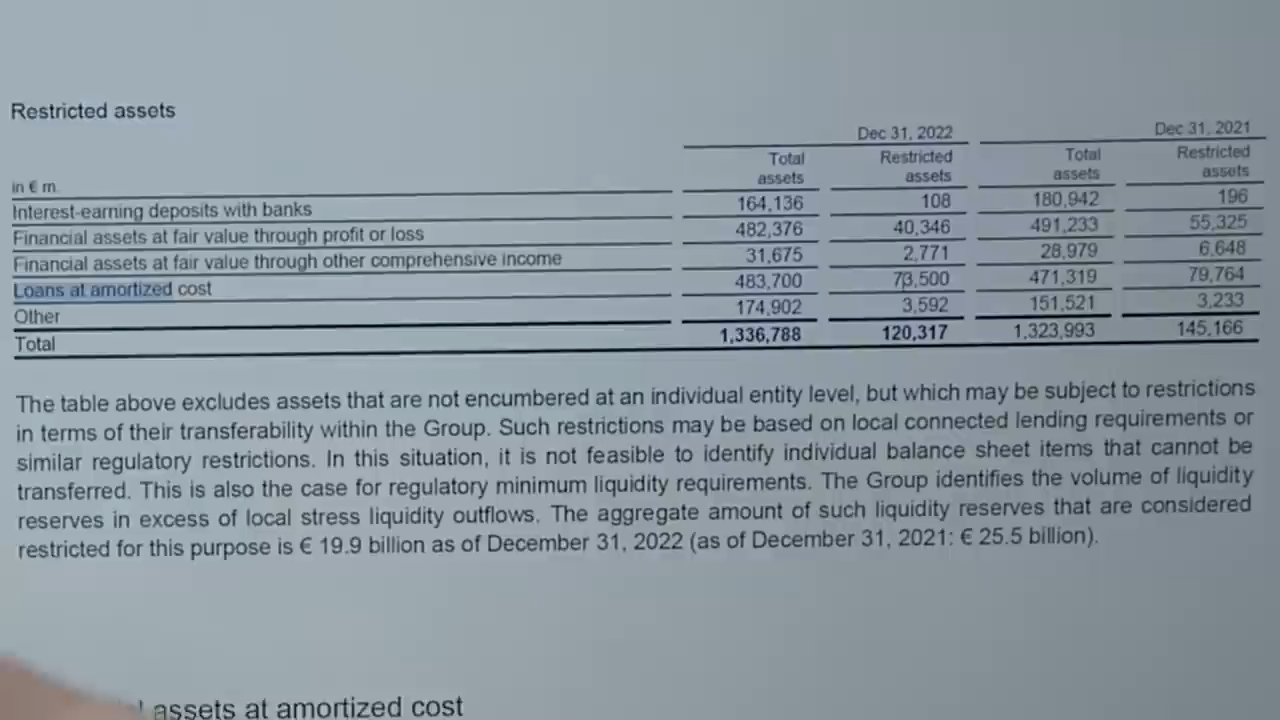 Restricted assets
Dec 31, 2022 Dec 31, 2021
in € m. Total assets Restricted assets Total assets Restricted assets
Interest-earning deposits with banks 164,136 108 180,942 196
Financial assets at fair value through profit or loss 482,376 40,346 491,233 55,325
Financial assets at fair value through other comprehensive income 31,675 2,771 28,979 6,648
Loans at amortized cost 483,700 73,500 471,319 79,764
Other 174,902 3,592 151,521 3,233
Total 1,336,788 120,317 1,323,993 145,166
The table above excludes assets that are not encumbered at an individual entity level, but which may be subject to restrictions
in terms of their transferability within the Group. Such restrictions may be based on local connected lending requirements or
similar regulatory restrictions. In this situation, it is not feasible to identify individual balance sheet items that cannot be
transferred. This is also the case for regulatory minimum liquidity requirements. The Group identifies the volume of liquidity
reserves in excess of local stress liquidity outflows. The aggregate amount of such liquidity reserves that are considered
restricted for this purpose is € 19.9 billion as of December 31, 2022 (as of December 31, 2021: € 25.5 billion).
assets at amortized cost